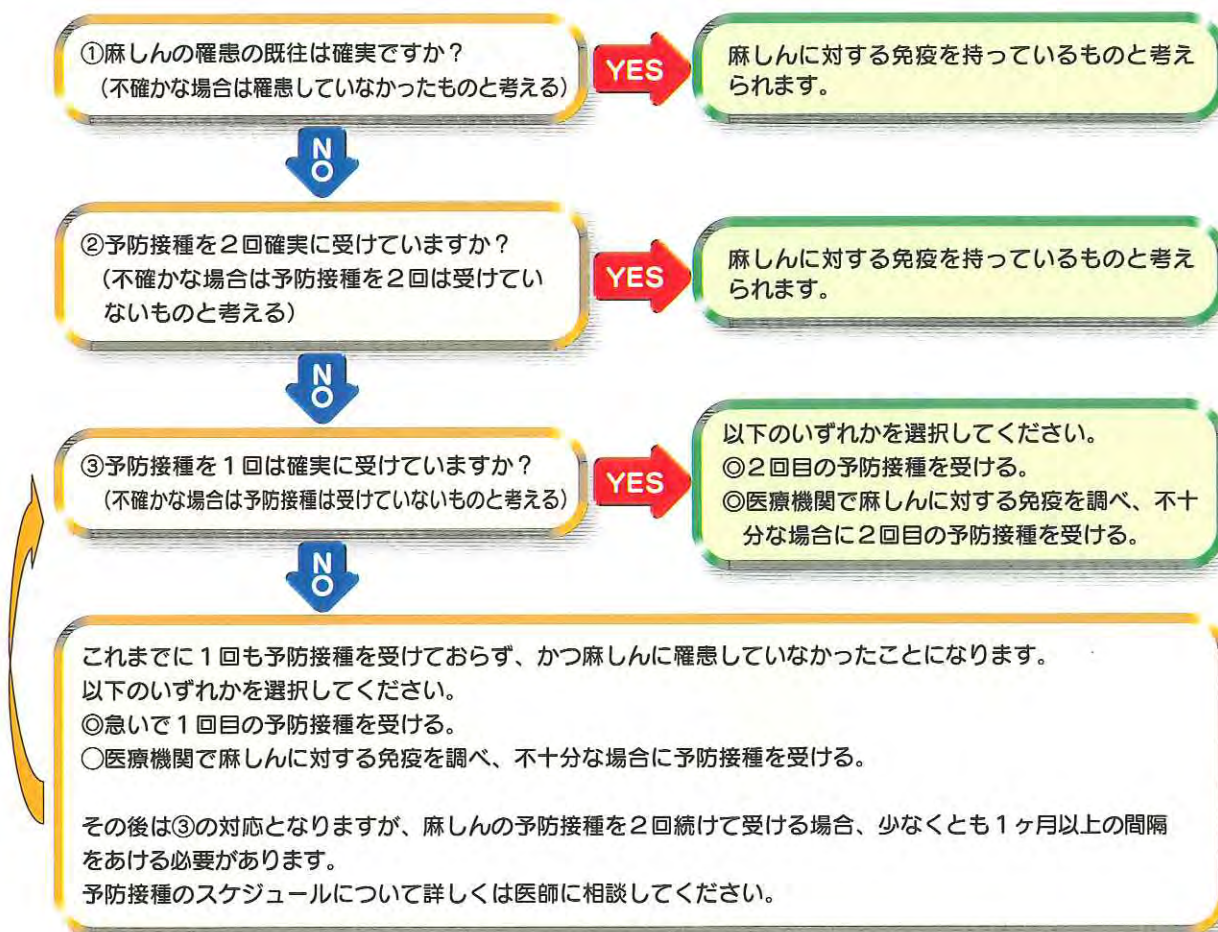 ①麻しんの罹患の既往は確実ですか？
（不確かな場合は罹患していなかったものと考える）
YES
麻しんに対する免疫を持っているものと考え
られます。
NO
②予防接種を２回確実に受けていますか？
（不確かな場合は予防接種を２回は受けてい
ないものと考える）
YES
麻しんに対する免疫を持っているものと考え
られます。
NO
③予防接種を１回は確実に受けていますか？
（不確かな場合は予防接種は受けていないものと考える）
YES
以下のいずれかを選択してください。
◎２回目の予防接種を受ける。
◎医療機関で麻しんに対する免疫を調べ、不十
分な場合に２回目の予防接種を受ける。
NO
これまでに１回も予防接種を受けておらず、かつ麻しんに罹患していなかったことになります。
以下のいずれかを選択してください。
◎急いで１回目の予防接種を受ける。
○医療機関で麻しんに対する免疫を調べ、不十分な場合に予防接種を受ける。
その後は③の対応となりますが、麻しんの予防接種を２回続けて受ける場合、少なくとも１ヶ月以上の間隔
をあける必要があります。
予防接種のスケジュールについて詳しくは医師に相談してください。